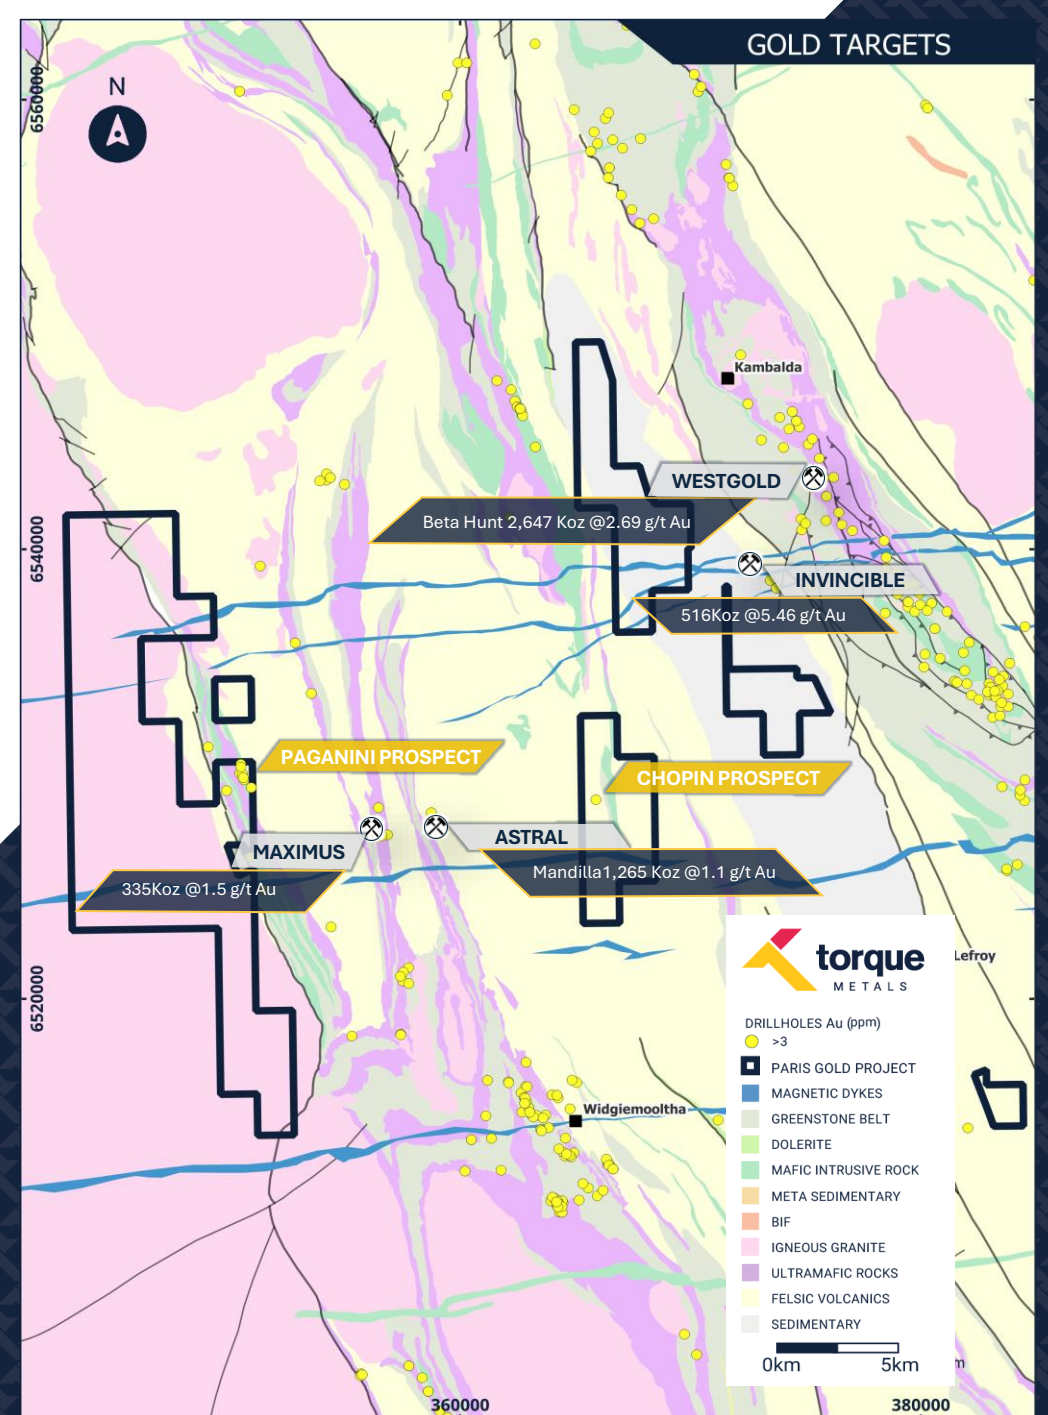 GOLD TARGETS
N
6560000
Kambalda
WESTGOLD
Beta Hunt 2,647 Koz @2.69 g/t Au
6540000
INVINCIBLE
516Koz @5.46 g/t Au
PAGANINI PROSPECT
CHOPIN PROSPECT
MAXIMUS
335Koz @1.5 g/t Au
ASTRAL
Mandilla1,265 Koz @1.1 g/t Au
6520000
torque
METALS
Lefroy
DRILLHOLES Au (ppm)
>3
PARIS GOLD PROJECT
MAGNETIC DYKES
GREENSTONE BELT
DOLERITE
MAFIC INTRUSIVE ROCK
META SEDIMENTARY
BIF
IGNEOUS GRANITE
ULTRAMAFIC ROCKS
FELSIC VOLCANICS
SEDIMENTARY
0km 5km
Widgiemooltha
m
360000
380000